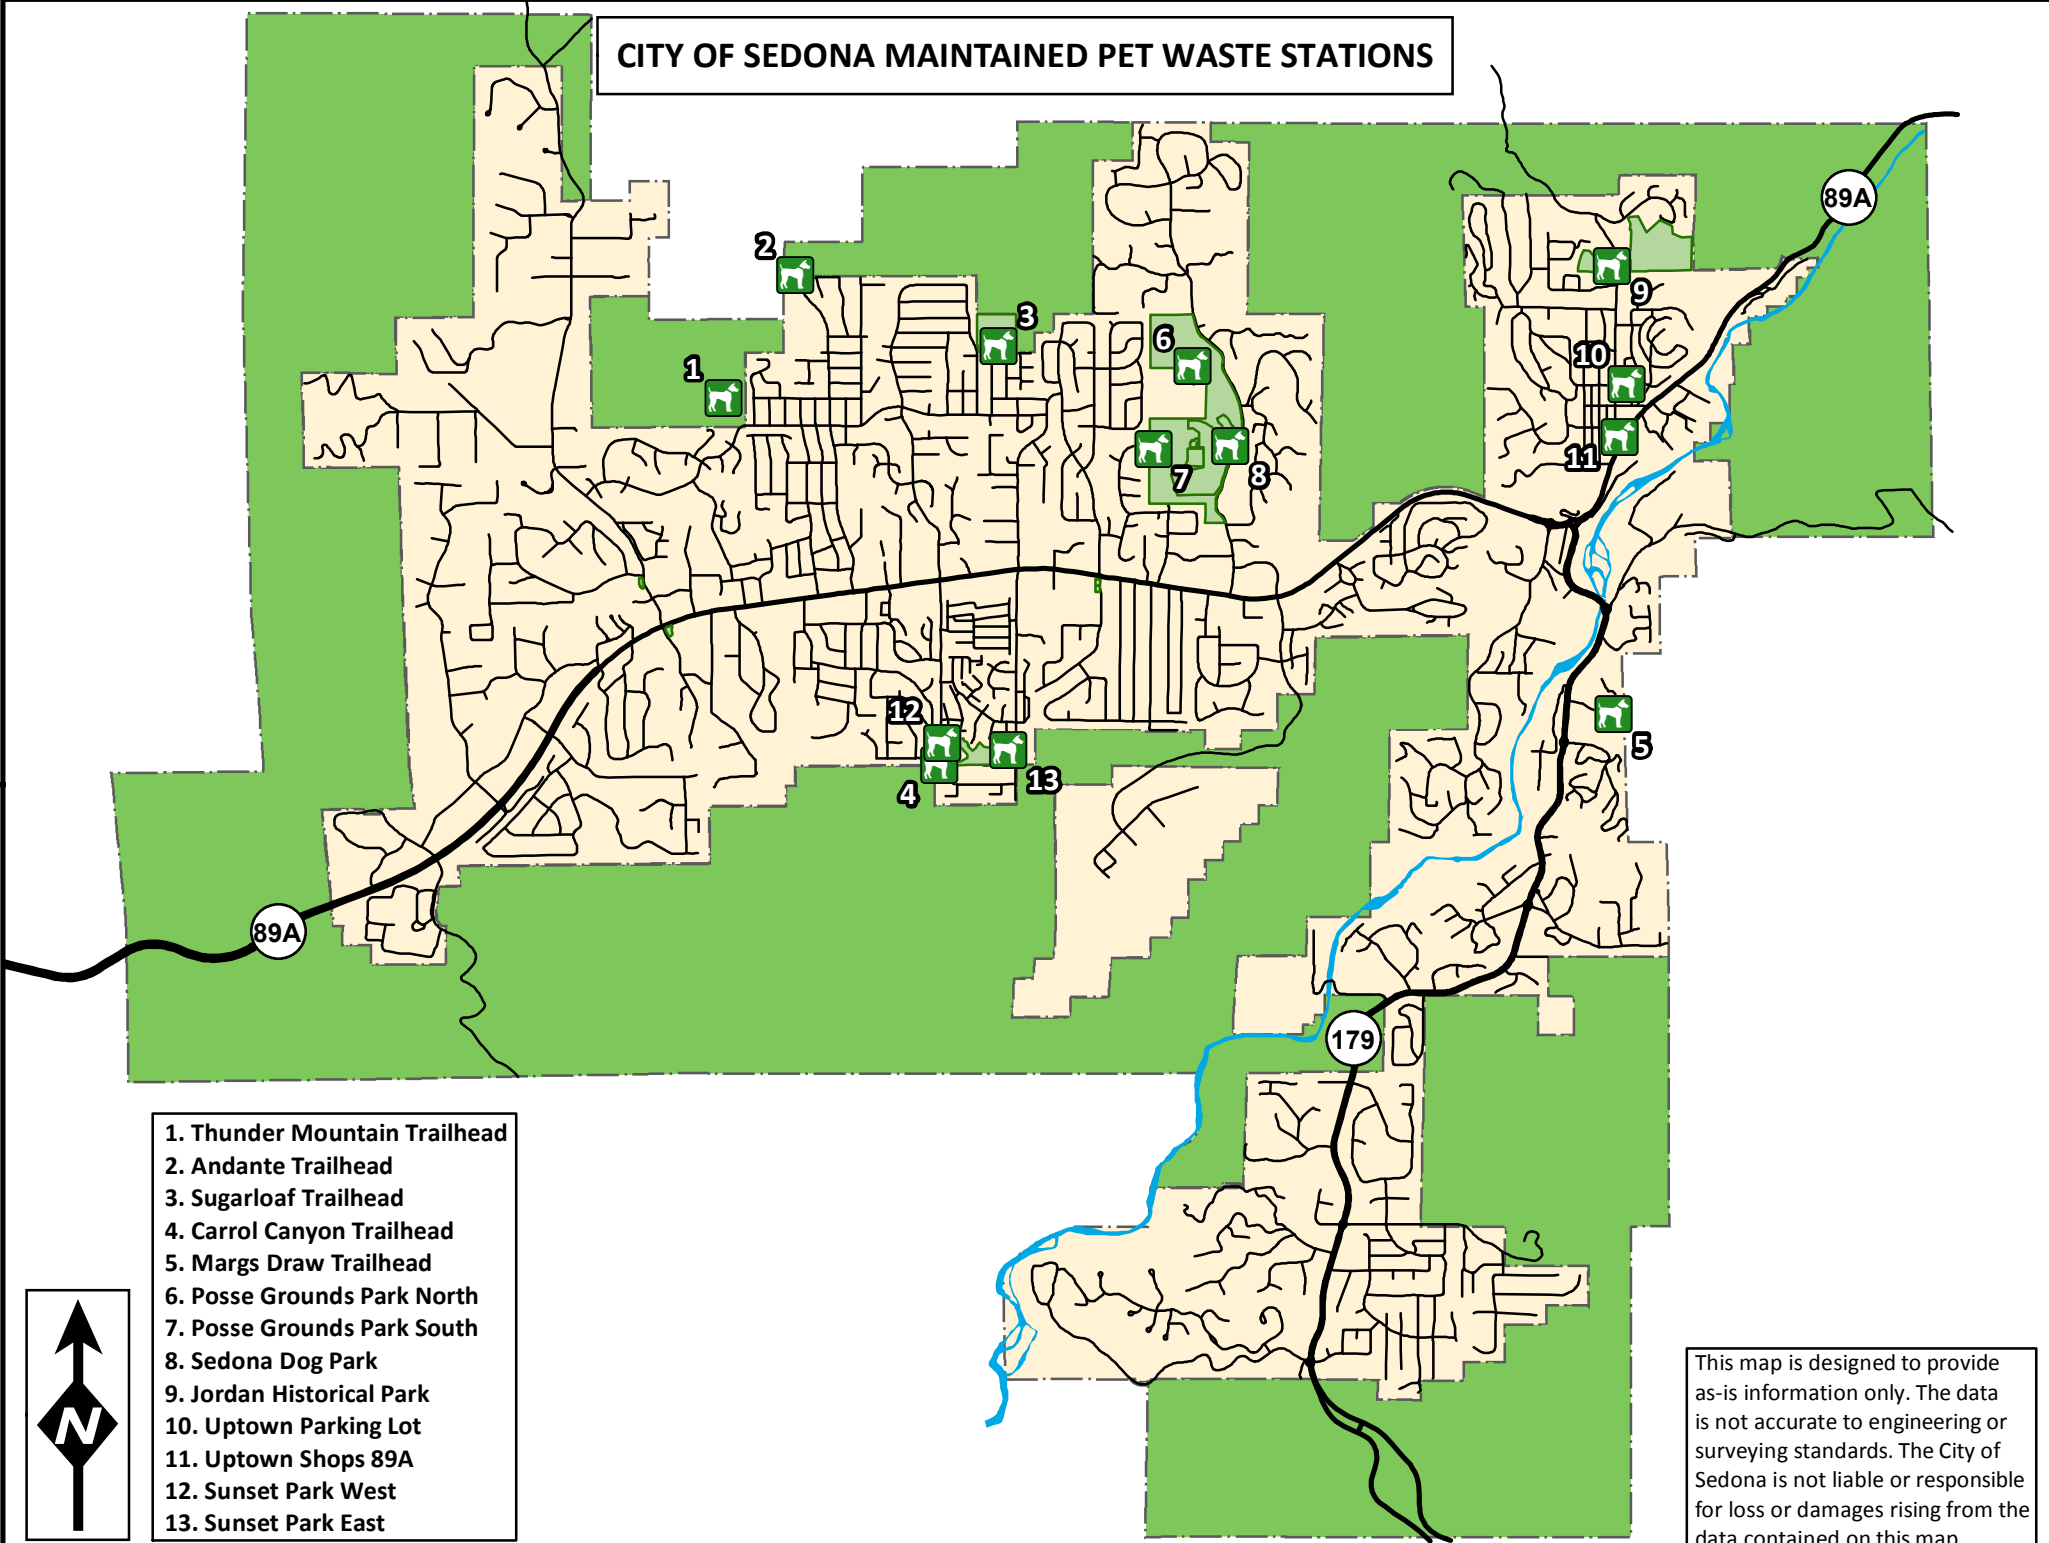 CITY OF SEDONA MAINTAINED PET WASTE STATIONS
89A
2
3
9
6
1
10
11
7
8
12
5
4
13
89A
179
1. Thunder Mountain Trailhead
2. Andante Trailhead
3. Sugarloaf Trailhead
4. Carrol Canyon Trailhead
5. Margs Draw Trailhead
6. Posse Grounds Park North
7. Posse Grounds Park South
8. Sedona Dog Park
9. Jordan Historical Park
10. Uptown Parking Lot
11. Uptown Shops 89A
12. Sunset Park West
13. Sunset Park East
N
This map is designed to provide
as-is information only. The data
is not accurate to engineering or
surveying standards. The City of
Sedona is not liable or responsible
for loss or damages rising from the
data contained on this map